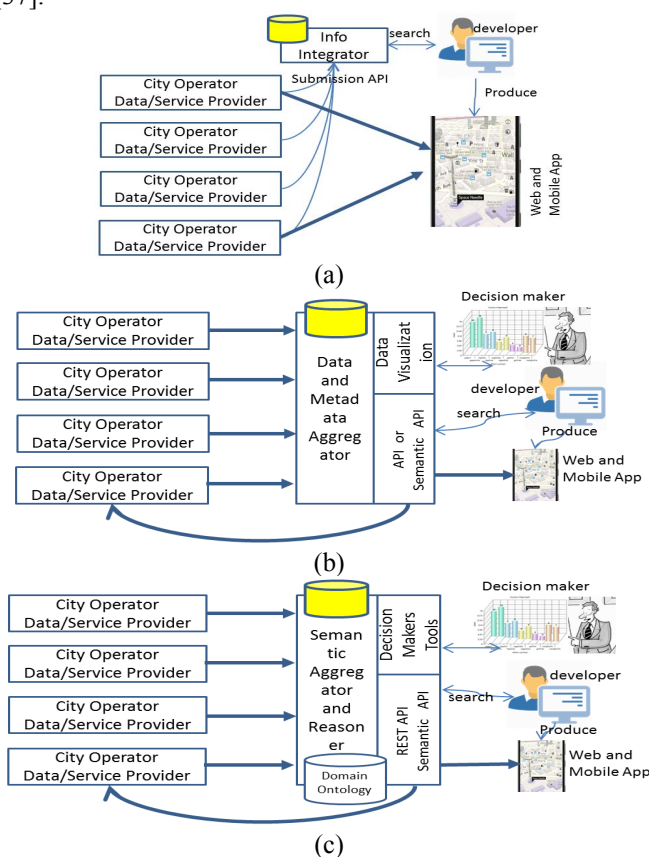 [37].
Info
Integrator
search
developer
Submission API
Produce
City Operator
Data/Service Provider
City Operator
Data/Service Provider
City Operator
Data/Service Provider
City Operator
Data/Service Provider
Space Needle
Web and
Mobile App
(a)
City Operator
Data/Service Provider
City Operator
Data/Service Provider
City Operator
Data/Service Provider
City Operator
Data/Service Provider
Data
and
Metad
ata
Aggreg
ator
Data
Visualizat
ion
API or
Semantic API
Decision maker
developer
search
Produce
Web and
Mobile App
(b)
City Operator
Data/Service Provider
City Operator
Data/Service Provider
City Operator
Data/Service Provider
City Operator
Data/Service Provider
Seman
tic
Aggreg
ator
and
Reason
er
Domain
Ontology
Decision
Makers
Tools
REST API
Semantic API
Decision maker
developer
search
Produce
Web and
Mobile App
(c)